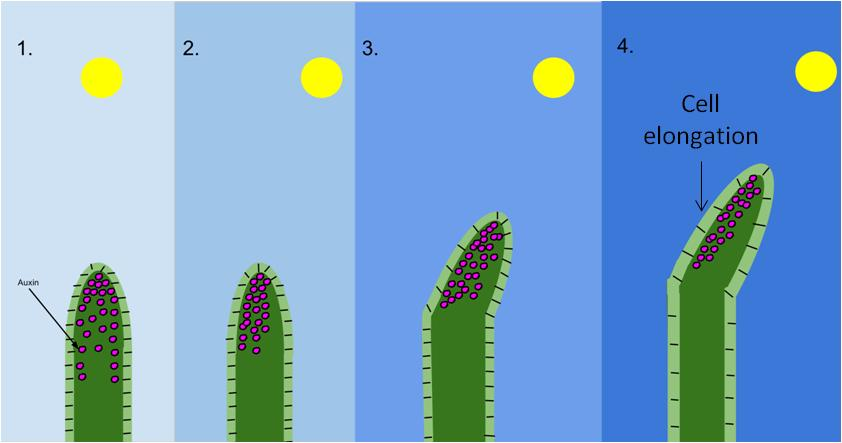 1.
2.
3.
4.
Cell
elongation
Auxin